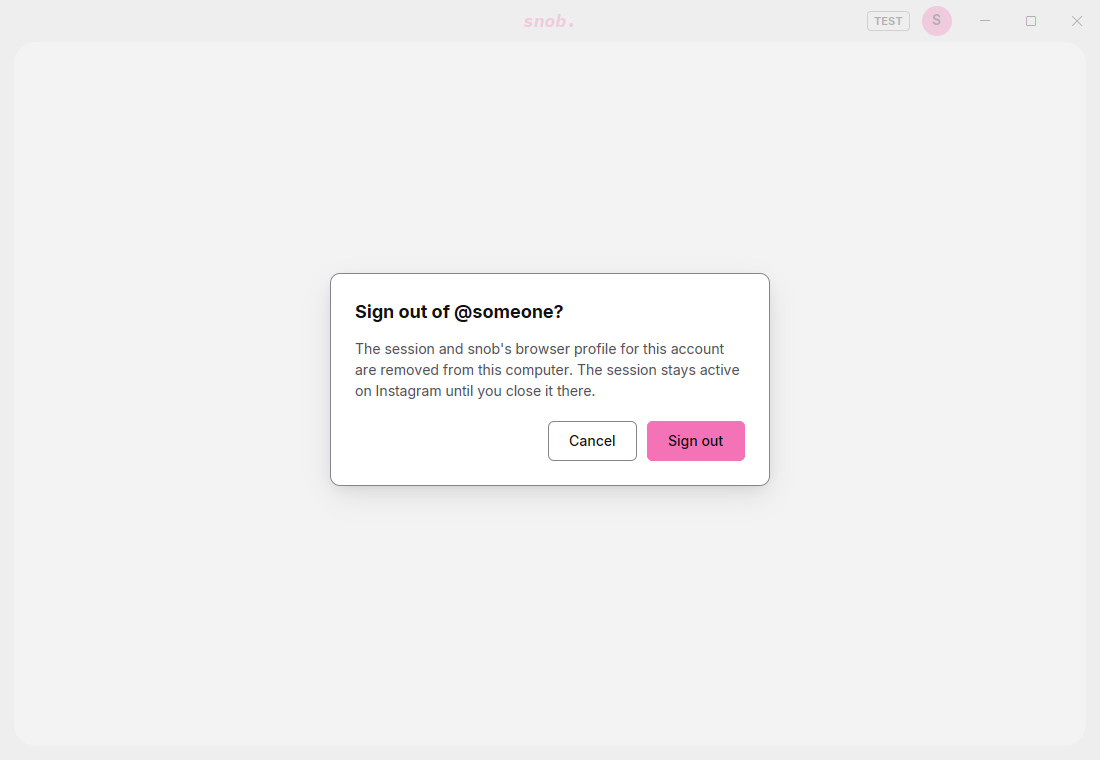 snob.
TEST
S
Sign out of @someone?
The session and snob's browser profile for this account
are removed from this computer. The session stays active
on Instagram until you close it there.
Cancel
Sign out